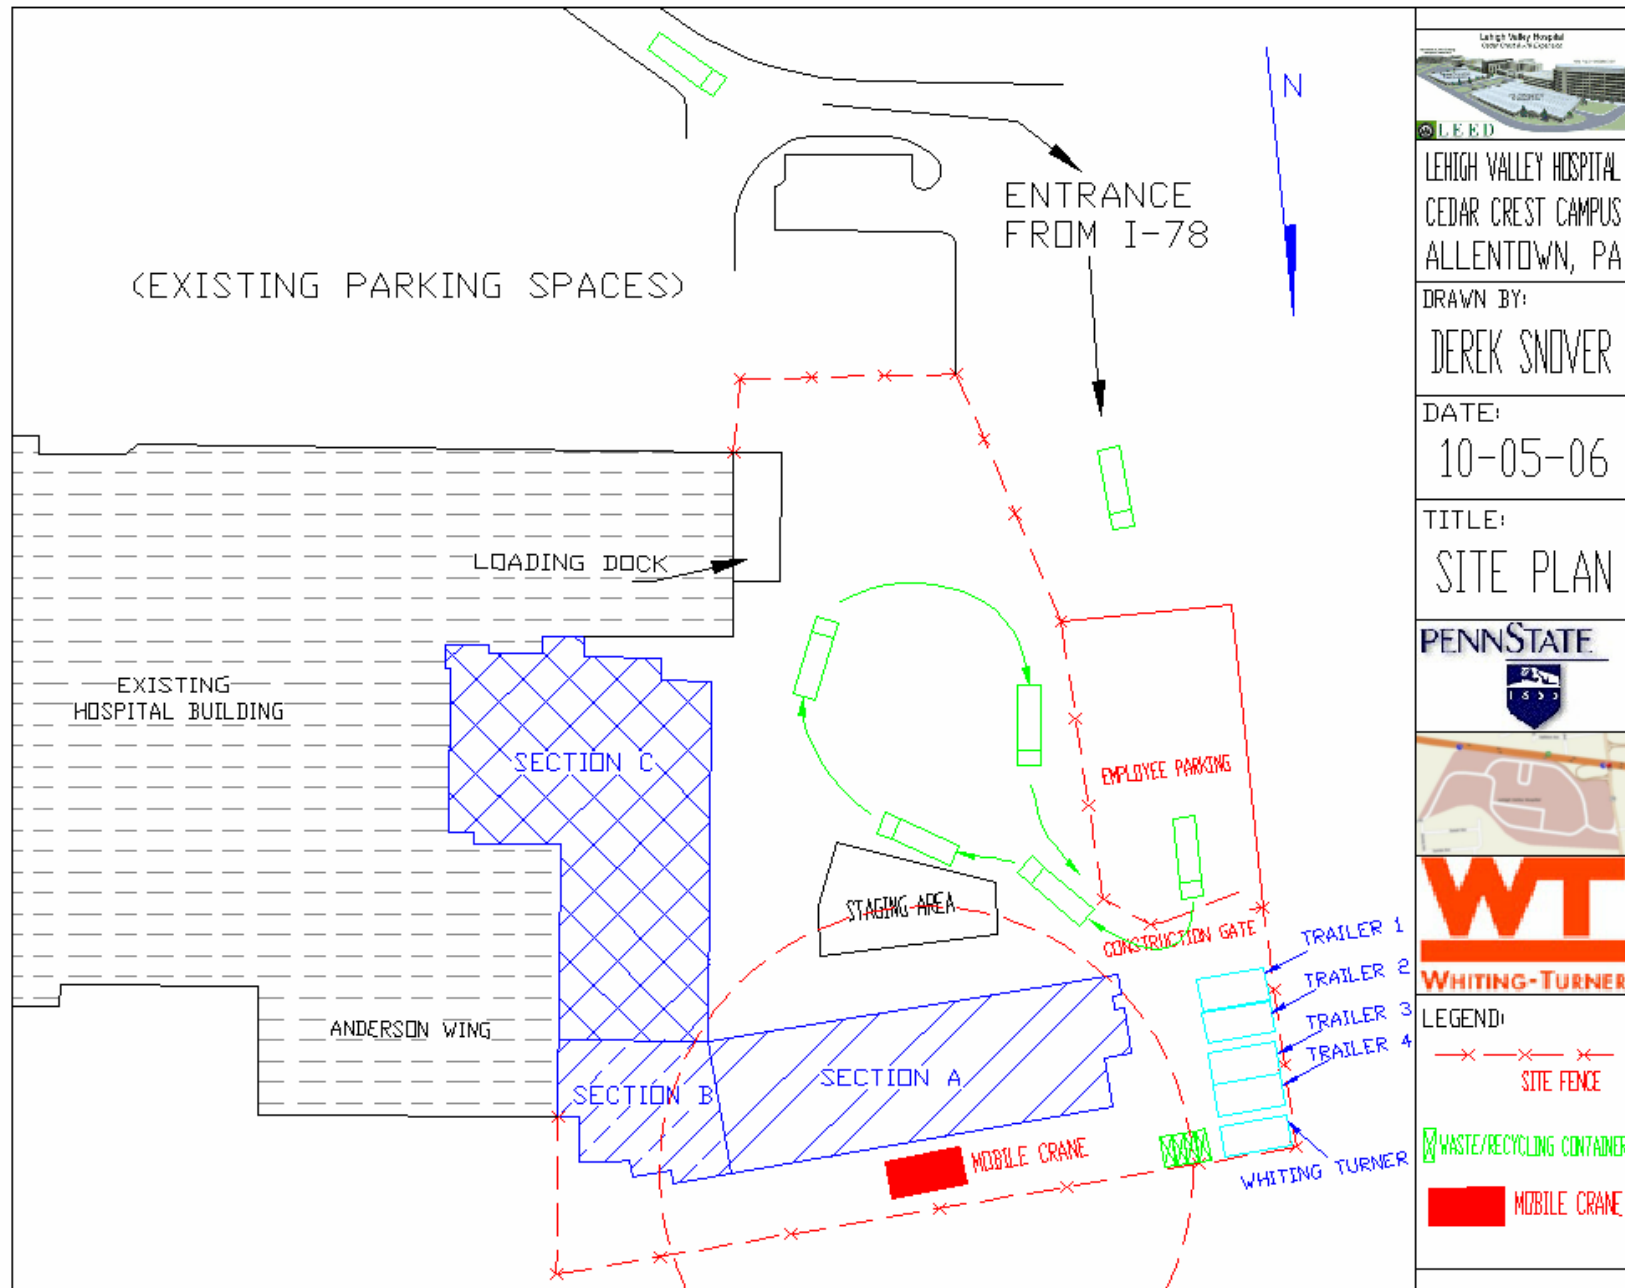 N
ENTRANCE
FROM I-78
(EXISTING PARKING SPACES)
LOADING DOCK
EXISTING
HOSPITAL BUILDING
SECTION C
EMPLOYEE PARKING
STAGING AREA
CONSTRUCTION GATE
TRAILER 1
TRAILER 2
TRAILER 3
TRAILER 4
ANDERSON WING
SECTION B
SECTION A
MOBILE CRANE
WHITING TURNER
Lehigh Valley Hospital
LEED
LEHIGH VALLEY HOSPITAL
CEDAR CREST CAMPUS
ALLENTOWN, PA
DRAWN BY:
DEREK SNOVER
DATE:
10-05-06
TITLE:
SITE PLAN
PENNSTATE
1855
WT
WHITING-TURNER
LEGEND:
SITE FENCE
WASTE/RECYCLING CONTAINER
MOBILE CRANE